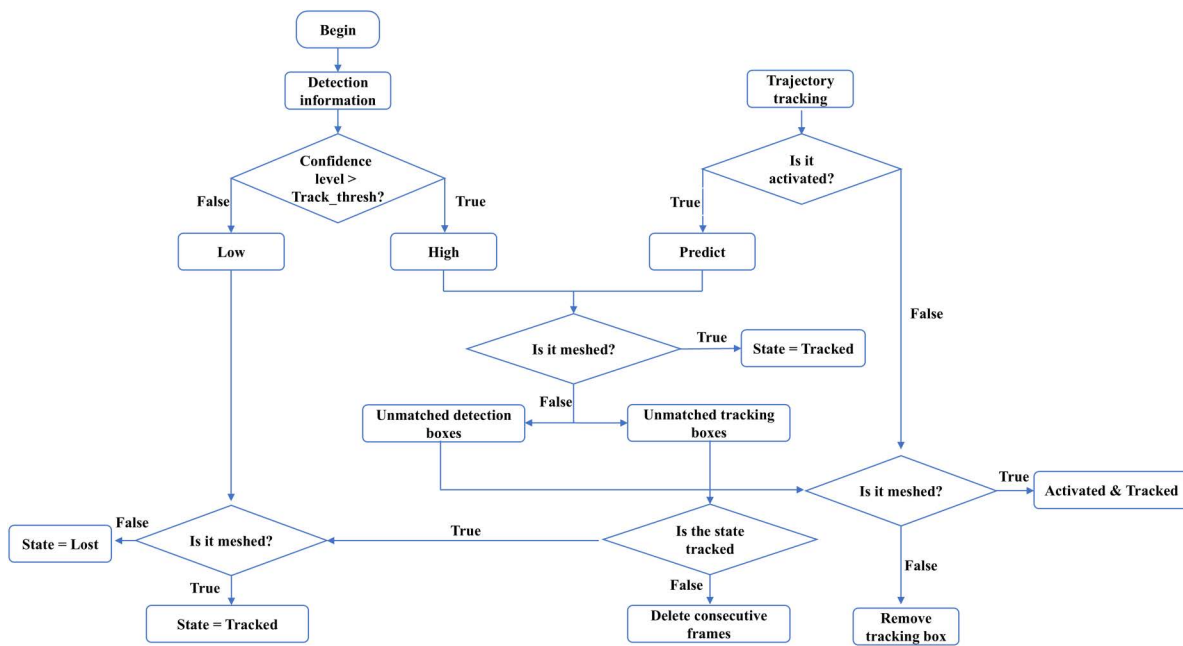 Begin
Detection
information
Trajectory
tracking
Confidence
level >
Track_thresh?
Is it
activated?
False
True
True
Low
High
Predict
False
Is it meshed?
True
State = Tracked
False
Unmatched detection
boxes
Unmatched tracking
boxes
Is it meshed?
True
Activated & Tracked
State = Lost
False
Is it meshed?
True
Is the state
tracked
True
False
False
State = Tracked
Delete consecutive
frames
Remove
tracking box